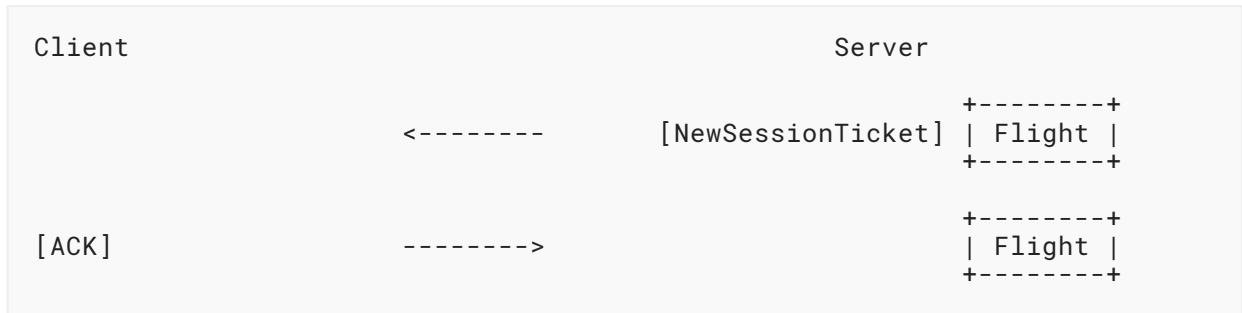 Client                                             Server

                                                           +--------+
                       <--------       [NewSessionTicket]  | Flight |
                                                           +--------+

                                                           +--------+
[ACK]                  -------->                           | Flight |
                                                           +--------+